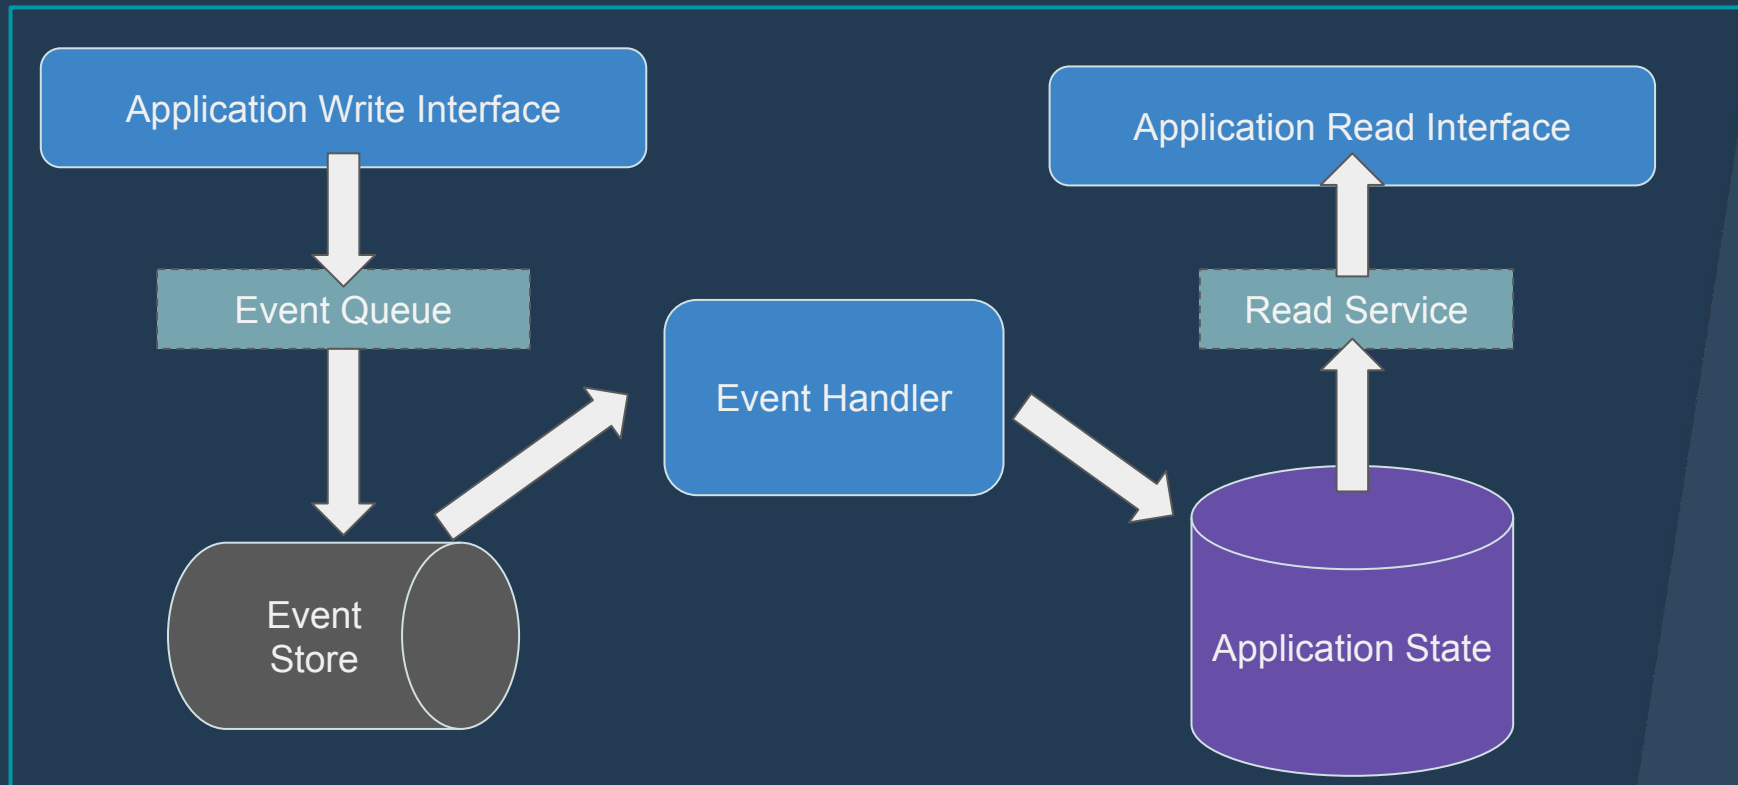 Application Write Interface
Application Read Interface
Event Queue
Read Service
Event Handler
Event
Store
Application State